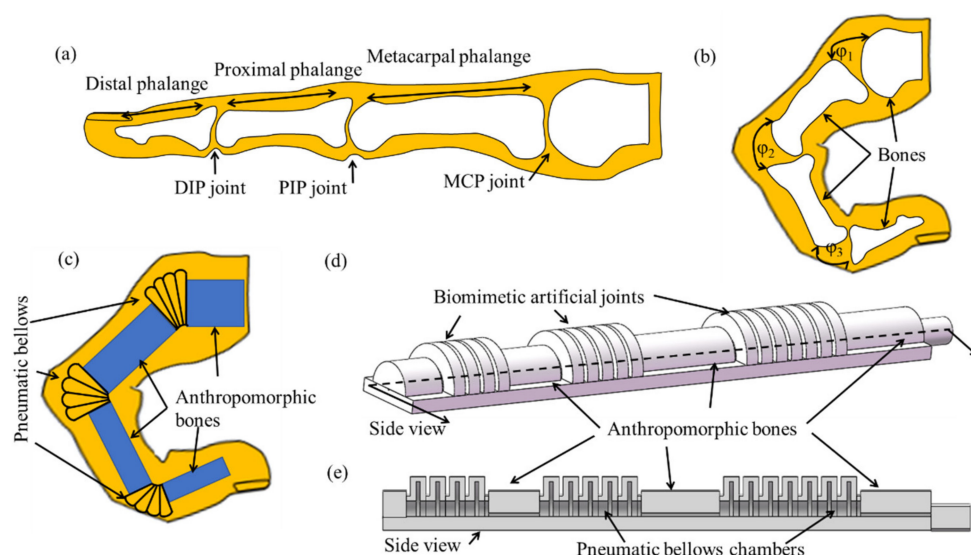 (a)
Distal phalange
Proximal phalange
Metacarpal phalange
DIP joint
PIP joint
MCP joint
(b)
φ1
φ2
φ3
Bones
(c)
Pneumatic bellows
Anthropomorphic
bones
(d)
Biomimetic artificial joints
Side view
Anthropomorphic bones
(e)
Side view
Pneumatic bellows chambers